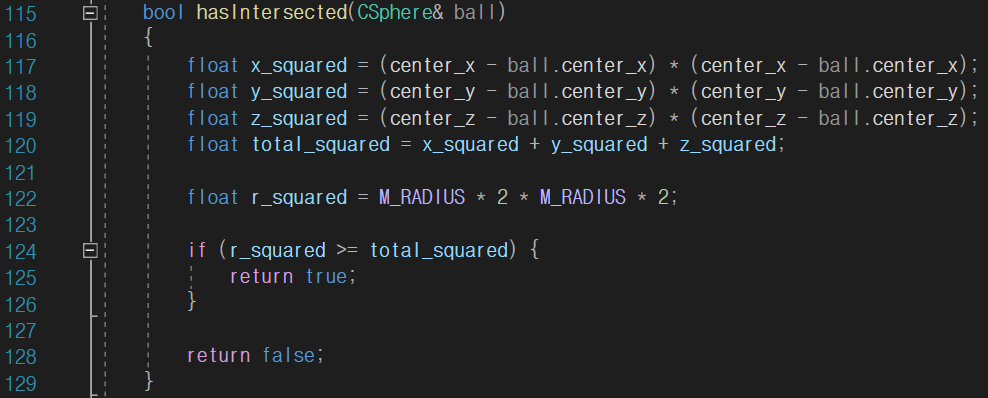 115 bool hasIntersected(CSphere& ball)
116 {
117 float x_squared = (center_x - ball.center_x) * (center_x - ball.center_x);
118 float y_squared = (center_y - ball.center_y) * (center_y - ball.center_y);
119 float z_squared = (center_z - ball.center_z) * (center_z - ball.center_z);
120 float total_squared = x_squared + y_squared + z_squared;
121
122 float r_squared = M_RADIUS * 2 * M_RADIUS * 2;
123
124 if (r_squared >= total_squared) {
125 return true;
126 }
127
128 return false;
129 }